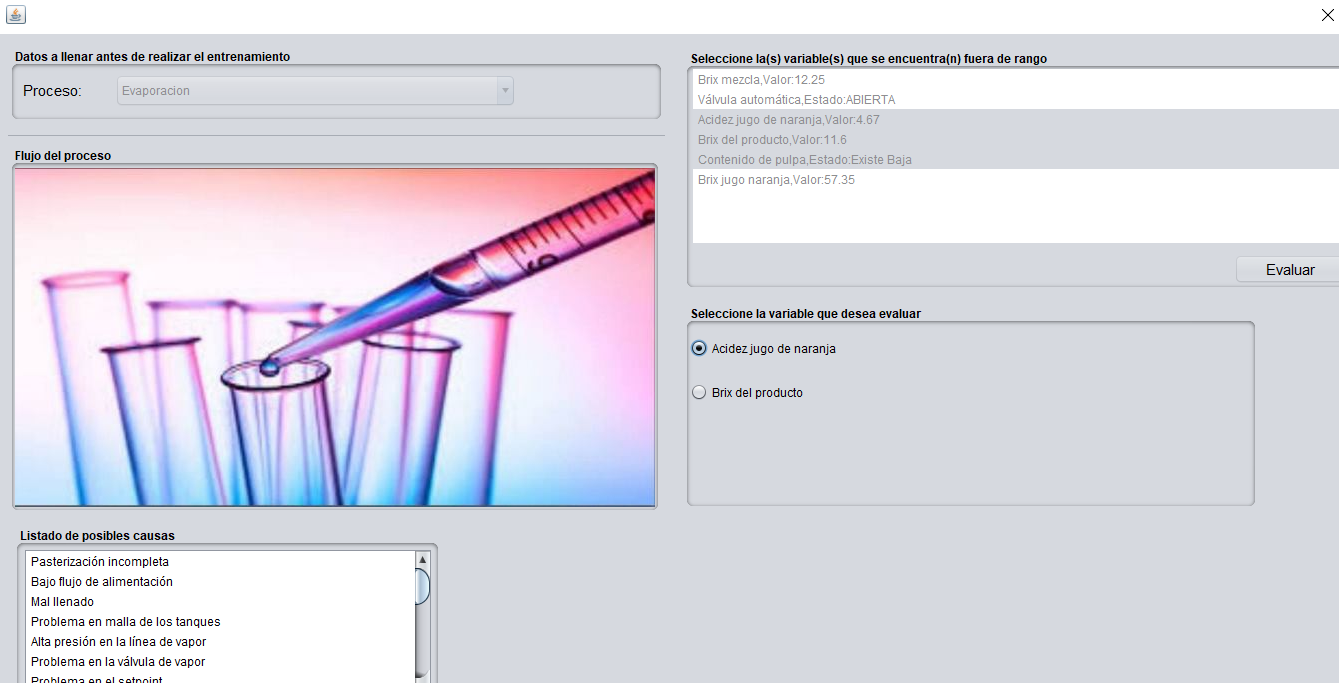 Datos a llenar antes de realizar el entrenamiento
Proceso:
Evaporacion
Flujo del proceso
6
Listado de posibles causas
Pasterización incompleta
Bajo flujo de alimentación
Mal llenado
Problema en malla de los tanques
Alta presión en la línea de vapor
Problema en la válvula de vapor
Problema en el setpoint
Seleccione la(s) variable(s) que se encuentra(n) fuera de rango
Brix mezcla,Valor:12.25
Válvula automática,Estado:ABIERTA
Acidez jugo de naranja,Valor:4.67
Brix del producto,Valor:11.6
Contenido de pulpa,Estado:Existe Baja
Brix jugo naranja,Valor:57.35
Evaluar
Seleccione la variable que desea evaluar
Acidez jugo de naranja
Brix del producto